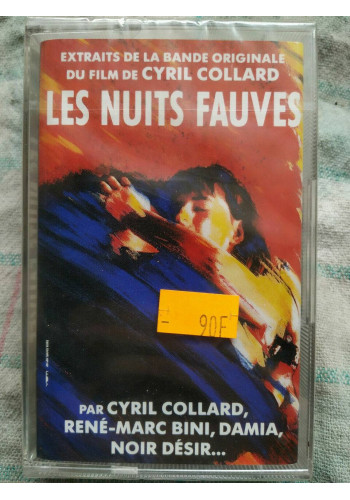 EXTRAITS DE LA BANDE ORIGINALE
DU FILM DE CYRIL COLLARD
LES NUITS FAUVES
90F
PAR CYRIL COLLARD,
RENÉ-MARC BINI, DAMIA,
NOIR DÉSIR...